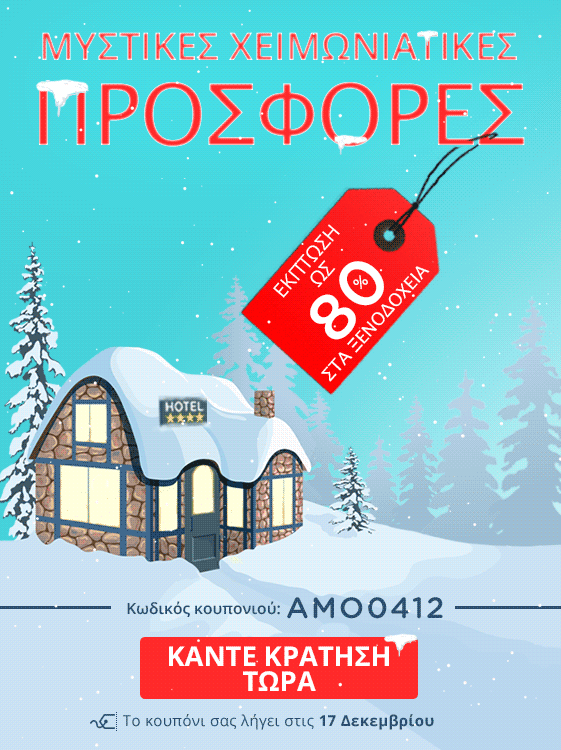 ΜΥΣΤΙΚΕΣ ΧΕΙΜΩΝΙΑΤΙΚΕΣ
ΠΡΟΣΦΟΡΕΣ
ΕΚΠΤΩΣΗ
ΩΣ
80%
ΣΤΑ ΞΕΝΟΔΟΧΕΙΑ
HOTEL
Κωδικός κουπονιού: AMO0412
ΚΑΝΤΕ ΚΡΑΤΗΣΗ
ΤΩΡΑ
Το κουπόνι σας λήγει στις 17 Δεκεμβρίου